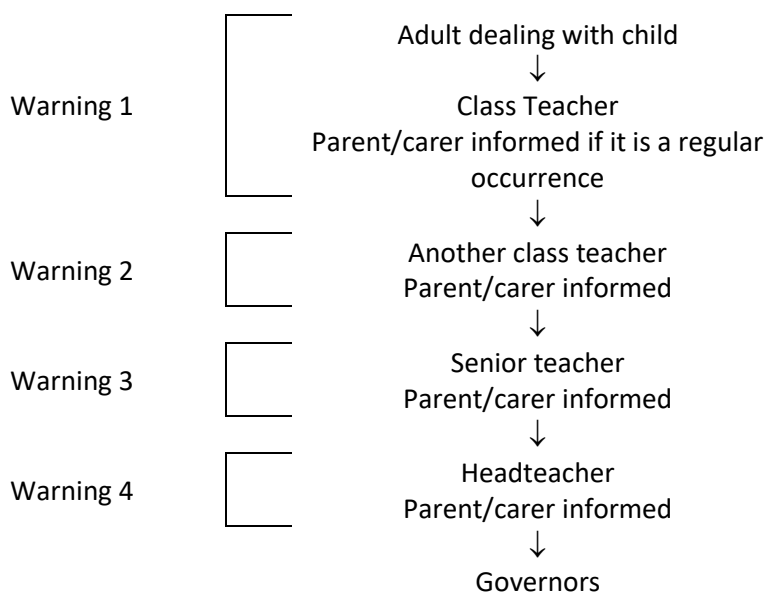 Adult dealing with child
↓
Warning 1
Class Teacher
Parent/carer informed if it is a regular
occurrence
↓
Warning 2
Another class teacher
Parent/carer informed
↓
Warning 3
Senior teacher
Parent/carer informed
↓
Warning 4
Headteacher
Parent/carer informed
↓
Governors